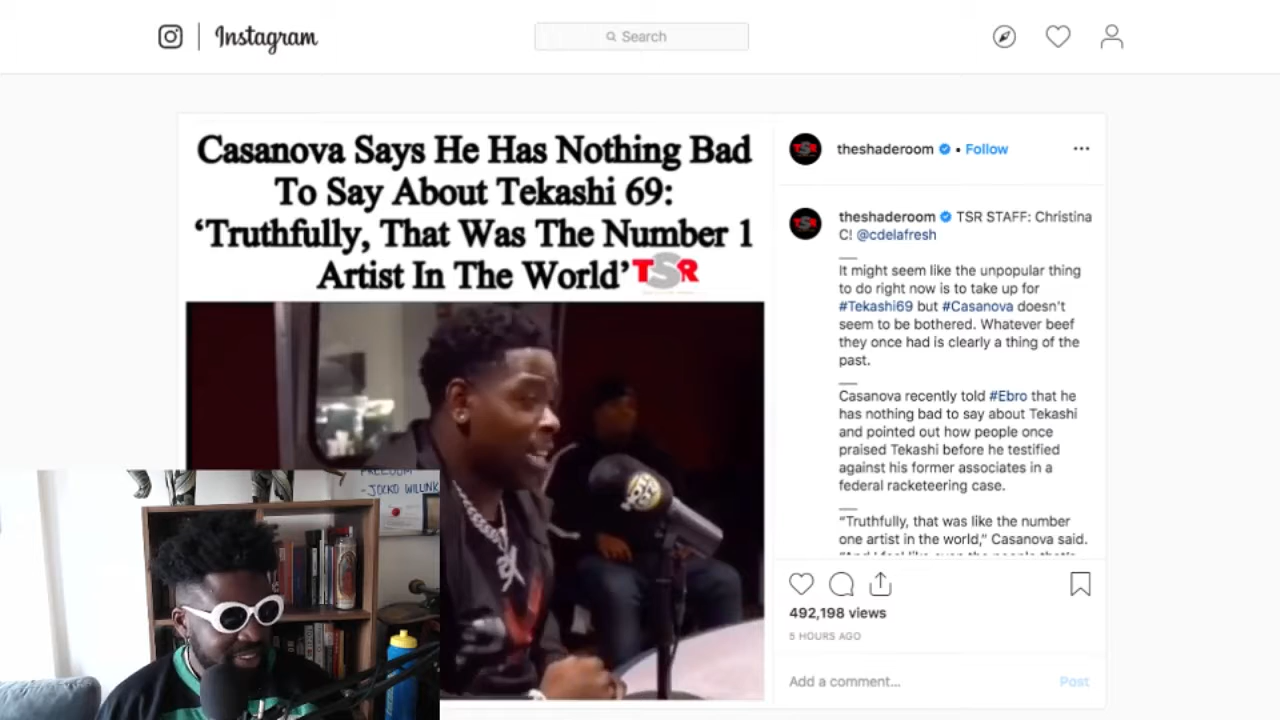 Instagram
Search
Casanova Says He Has Nothing Bad
To Say About Tekashi 69:
‘Truthfully, That Was The Number 1
Artist In The World’ TSR
theshaderoom • Follow
theshaderoom TSR STAFF: Christina
C! @cdelafresh
It might seem like the unpopular thing
to do right now is to take up for
#Tekashi69 but #Casanova doesn't
seem to be bothered. Whatever beef
they once had is clearly a thing of the
past.
Casanova recently told #Ebro that he
has nothing bad to say about Tekashi
and pointed out how people once
praised Tekashi before he testified
against his former associates in a
federal racketeering case.
“Truthfully, that was like the number
one artist in the world,” Casanova said.
492,198 views
5 HOURS AGO
Add a comment...
Post
FREEDOM
-JOCKO WILLINK